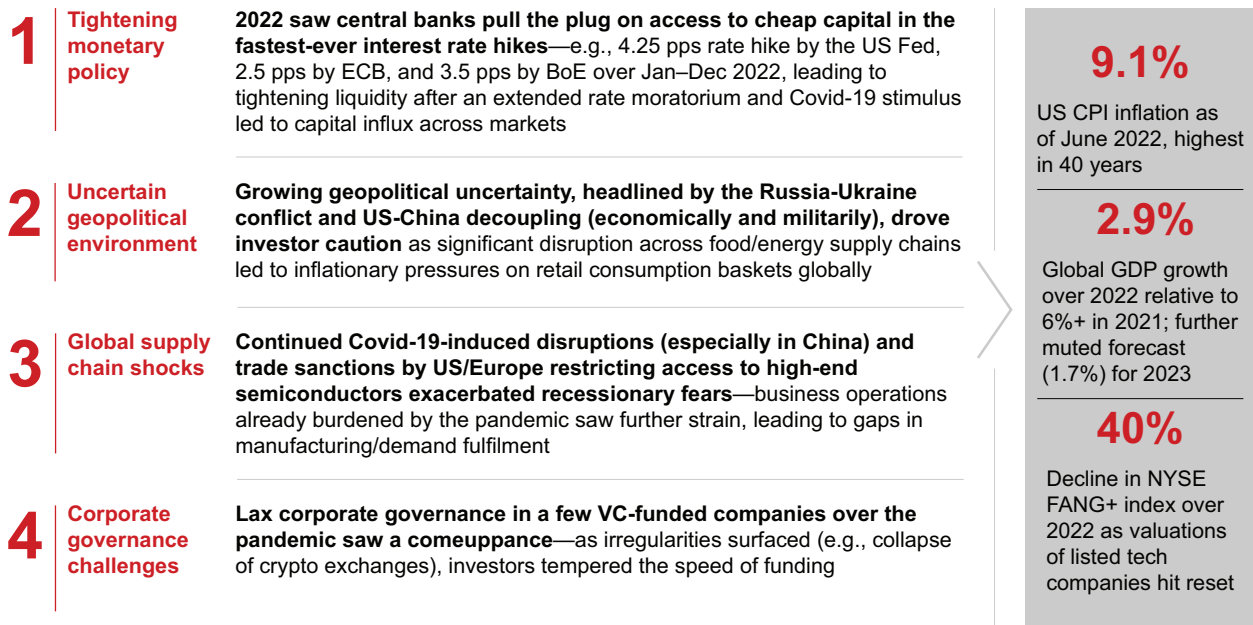 1
Tightening
monetary
policy
2022 saw central banks pull the plug on access to cheap capital in the
fastest-ever interest rate hikes—e.g., 4.25 pps rate hike by the US Fed,
2.5 pps by ECB, and 3.5 pps by BoE over Jan–Dec 2022, leading to
tightening liquidity after an extended rate moratorium and Covid-19 stimulus
led to capital influx across markets
2
Uncertain
geopolitical
environment
Growing geopolitical uncertainty, headlined by the Russia-Ukraine
conflict and US-China decoupling (economically and militarily), drove
investor caution as significant disruption across food/energy supply chains
led to inflationary pressures on retail consumption baskets globally
3
Global supply
chain shocks
Continued Covid-19-induced disruptions (especially in China) and
trade sanctions by US/Europe restricting access to high-end
semiconductors exacerbated recessionary fears—business operations
already burdened by the pandemic saw further strain, leading to gaps in
manufacturing/demand fulfilment
4
Corporate
governance
challenges
Lax corporate governance in a few VC-funded companies over the
pandemic saw a comeuppance—as irregularities surfaced (e.g., collapse
of crypto exchanges), investors tempered the speed of funding
9.1%
US CPI inflation as
of June 2022, highest
in 40 years
2.9%
Global GDP growth
over 2022 relative to
6%+ in 2021; further
muted forecast
(1.7%) for 2023
40%
Decline in NYSE
FANG+ index over
2022 as valuations
of listed tech
companies hit reset